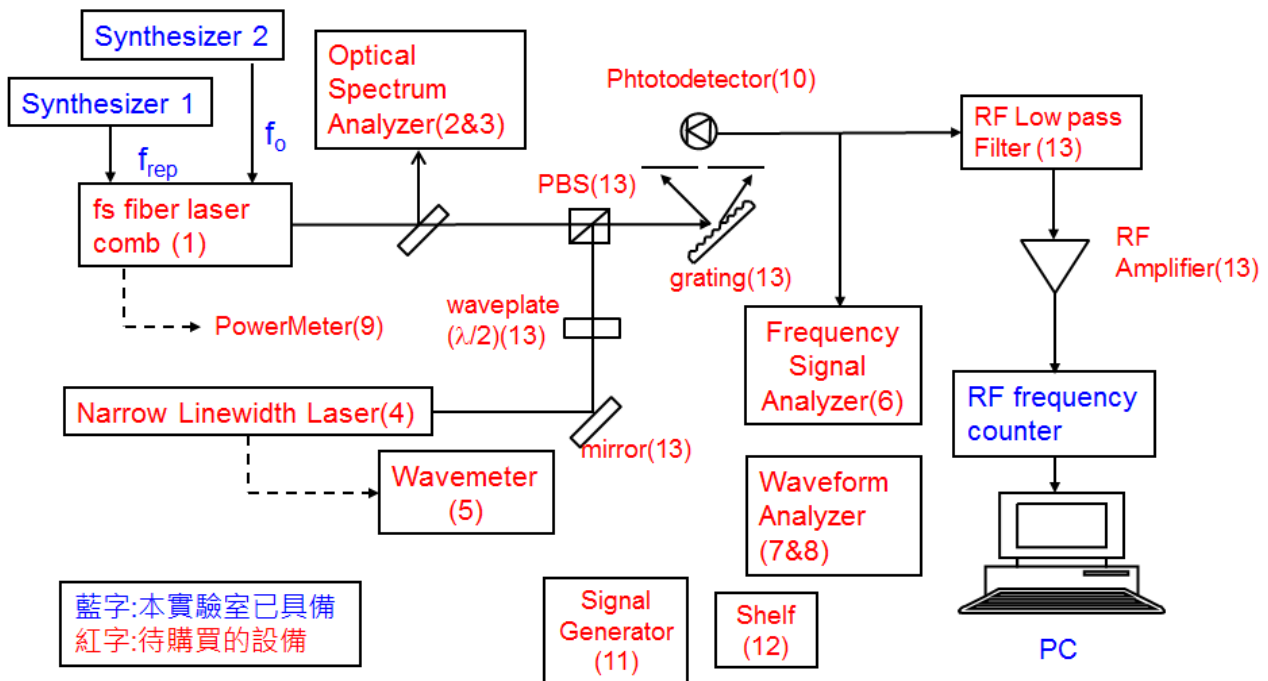 Synthesizer 2
Synthesizer 1
f_o
f_rep
fs fiber laser
comb (1)
PowerMeter(9)
Optical
Spectrum
Analyzer(2&3)
PBS(13)
Phtotodetector(10)
grating(13)
RF Low pass
Filter (13)
RF
Amplifier(13)
waveplate
(λ/2)(13)
Frequency
Signal
Analyzer(6)
RF frequency
counter
Narrow Linewidth Laser(4)
mirror(13)
Wavemeter
(5)
Waveform
Analyzer
(7&8)
藍字:本實驗室已具備
紅字:待購買的設備
Signal
Generator
(11)
Shelf
(12)
PC